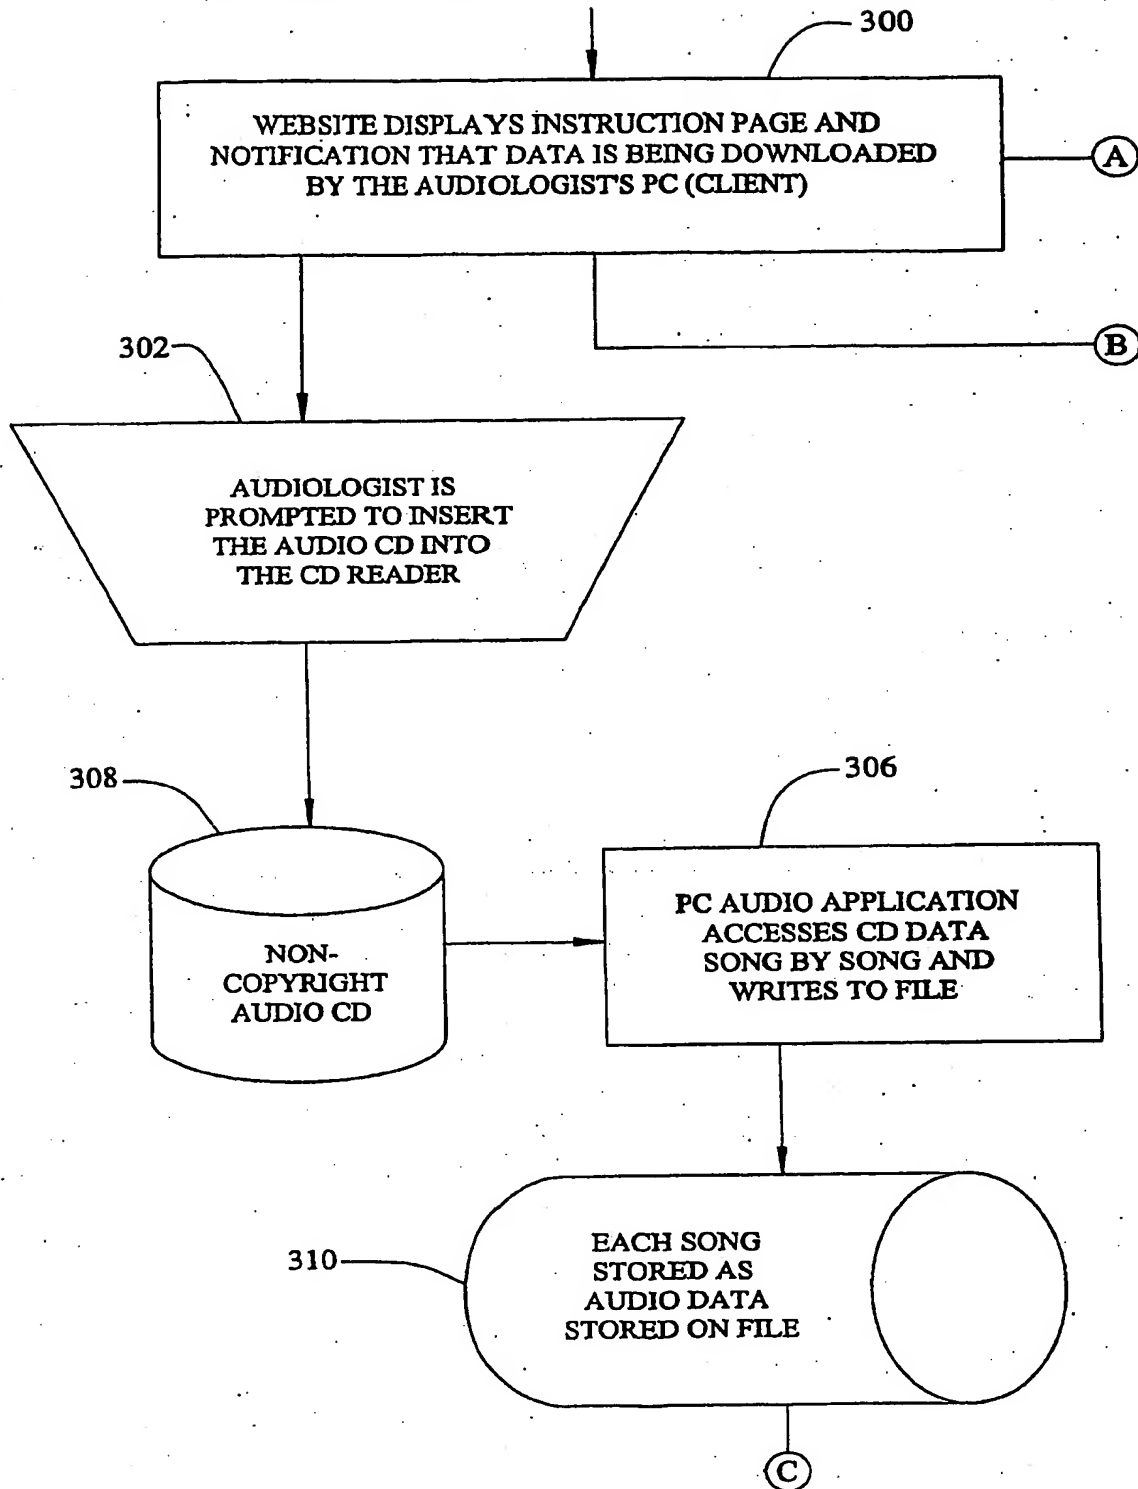 300
WEBSITE DISPLAYS INSTRUCTION PAGE AND
NOTIFICATION THAT DATA IS BEING DOWNLOADED
BY THE AUDIOLOGIST'S PC (CLIENT)
A
B
302
AUDIOLOGIST IS
PROMPTED TO INSERT
THE AUDIO CD INTO
THE CD READER
308
NON-
COPYRIGHT
AUDIO CD
306
PC AUDIO APPLICATION
ACCESSES CD DATA
SONG BY SONG AND
WRITES TO FILE
310
EACH SONG
STORED AS
AUDIO DATA
STORED ON FILE
C